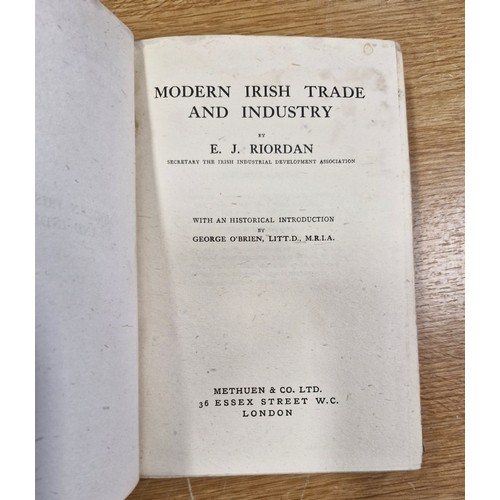 MODERN IRISH TRADE
AND INDUSTRY
BY
E. J. RIORDAN
SECRETARY THE IRISH INDUSTRIAL DEVELOPMENT ASSOCIATION
WITH AN HISTORICAL INTRODUCTION
BY
GEORGE O'BRIEN, LITT.D., M.R.I.A.
METHUEN & CO. LTD.
36 ESSEX STREET W.C.
LONDON